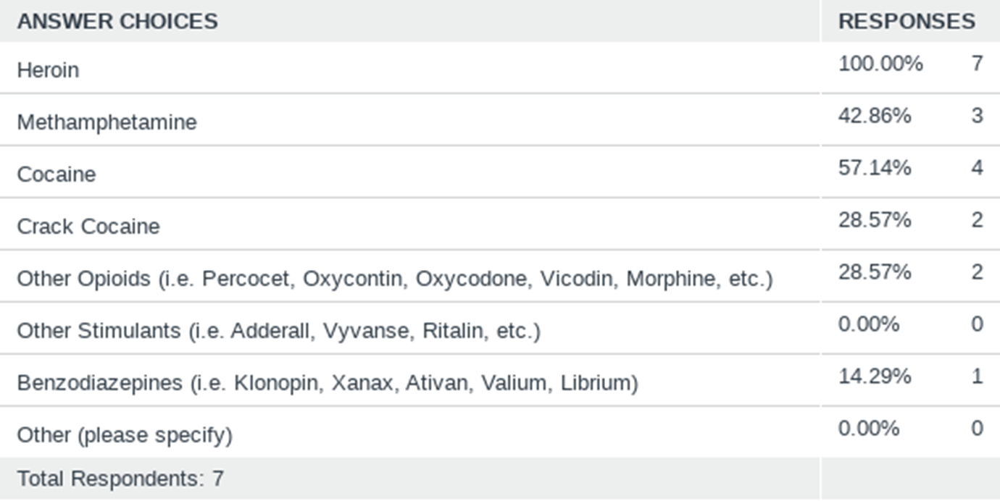 ANSWER CHOICES RESPONSES
Heroin 100.00% 7
Methamphetamine 42.86% 3
Cocaine 57.14% 4
Crack Cocaine 28.57% 2
Other Opioids (i.e. Percocet, Oxycontin, Oxycodone, Vicodin, Morphine, etc.) 28.57% 2
Other Stimulants (i.e. Adderall, Vyvanse, Ritalin, etc.) 0.00% 0
Benzodiazepines (i.e. Klonopin, Xanax, Ativan, Valium, Librium) 14.29% 1
Other (please specify) 0.00% 0
Total Respondents: 7